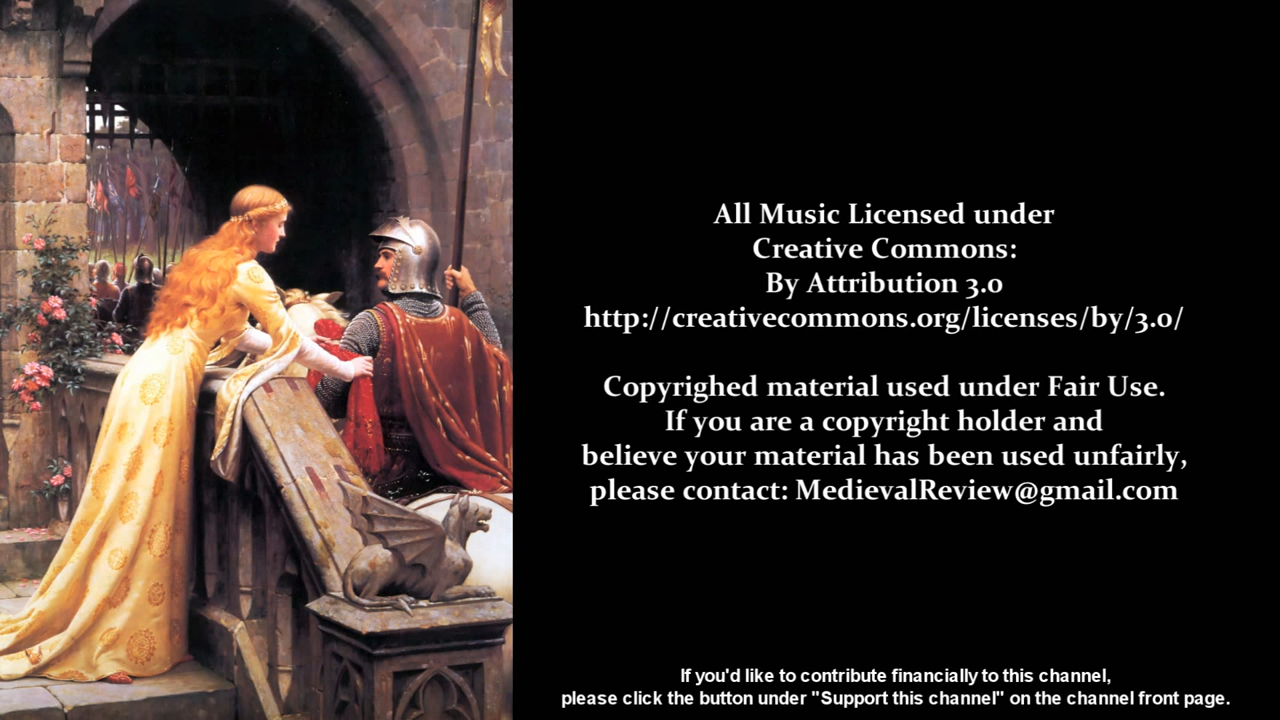 All Music Licensed under
Creative Commons:
By Attribution 3.0
http://creativecommons.org/licenses/by/3.0/
Copyrighed material used under Fair Use.
If you are a copyright holder and
believe your material has been used unfairly,
please contact: MedievalReview@gmail.com
If you'd like to contribute financially to this channel,
please click the button under "Support this channel" on the channel front page.